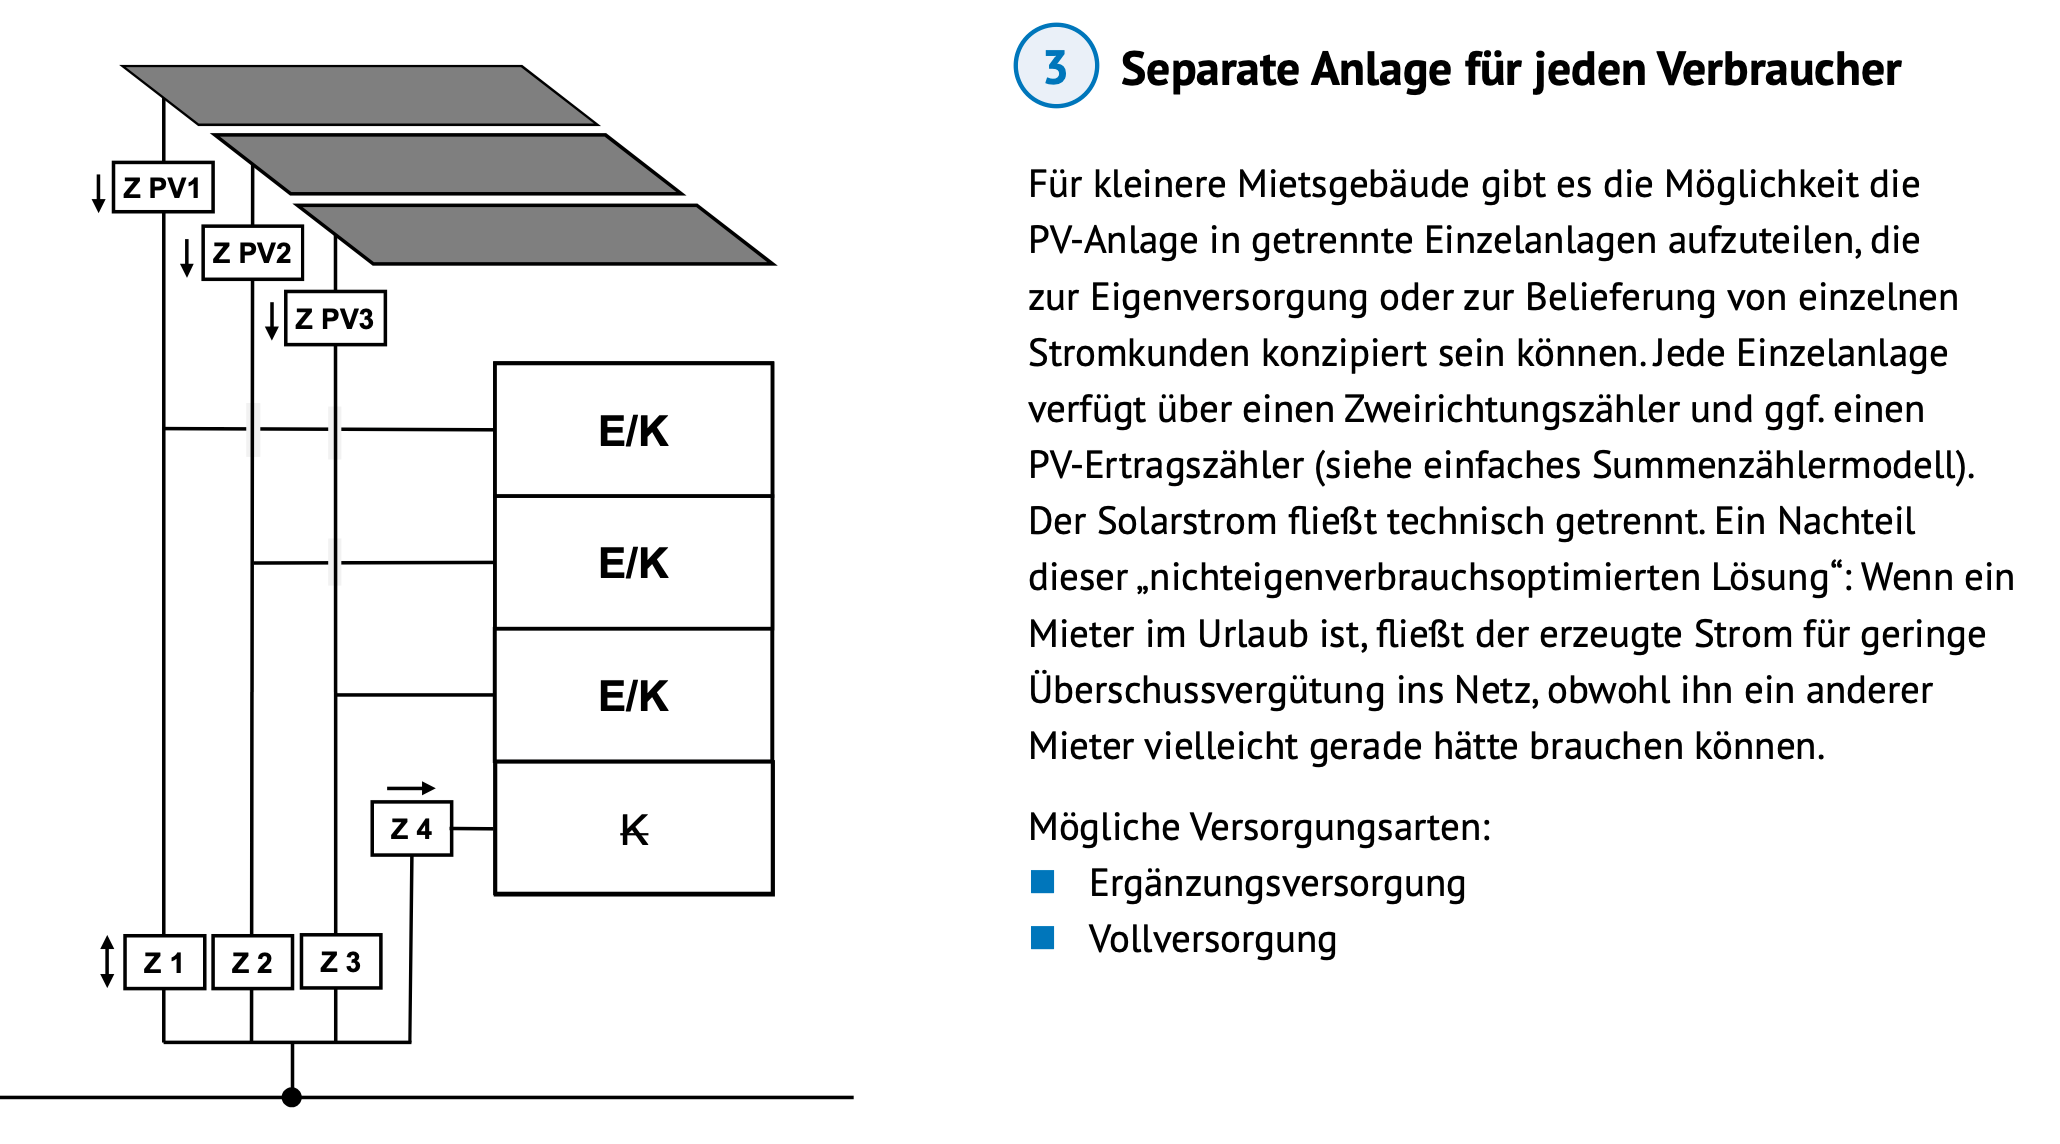 Z PV1
Z PV2
Z PV3
E/K
E/K
E/K
K
Z 4
Z 1
Z 2
Z 3
3 Separate Anlage für jeden Verbraucher
Für kleinere Mietsgebäude gibt es die Möglichkeit die
PV-Anlage in getrennte Einzelanlagen aufzuteilen, die
zur Eigenversorgung oder zur Belieferung von einzelnen
Stromkunden konzipiert sein können. Jede Einzelanlage
verfügt über einen Zweirichtungszähler und ggf. einen
PV-Ertragszähler (siehe einfaches Summenzählermodell).
Der Solarstrom fließt technisch getrennt. Ein Nachteil
dieser „nichteigenverbrauchsoptimierten Lösung“: Wenn ein
Mieter im Urlaub ist, fließt der erzeugte Strom für geringe
Überschussvergütung ins Netz, obwohl ihn ein anderer
Mieter vielleicht gerade hätte brauchen können.
Mögliche Versorgungsarten:
Ergänzungsversorgung
Vollversorgung